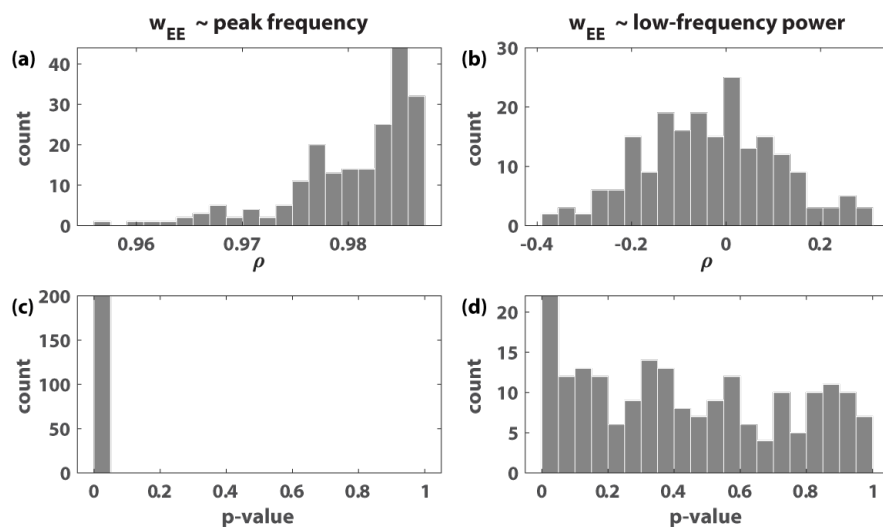 w_EE ~ peak frequency
w_EE ~ low-frequency power
(a)
40
30
20
10
0
count
0.96 0.97 0.98
ρ
(b)
30
20
10
0
count
-0.4 -0.2 0 0.2
ρ
(c)
200
150
100
50
0
count
0 0.2 0.4 0.6 0.8 1
p-value
(d)
20
15
10
5
0
count
0 0.2 0.4 0.6 0.8 1
p-value